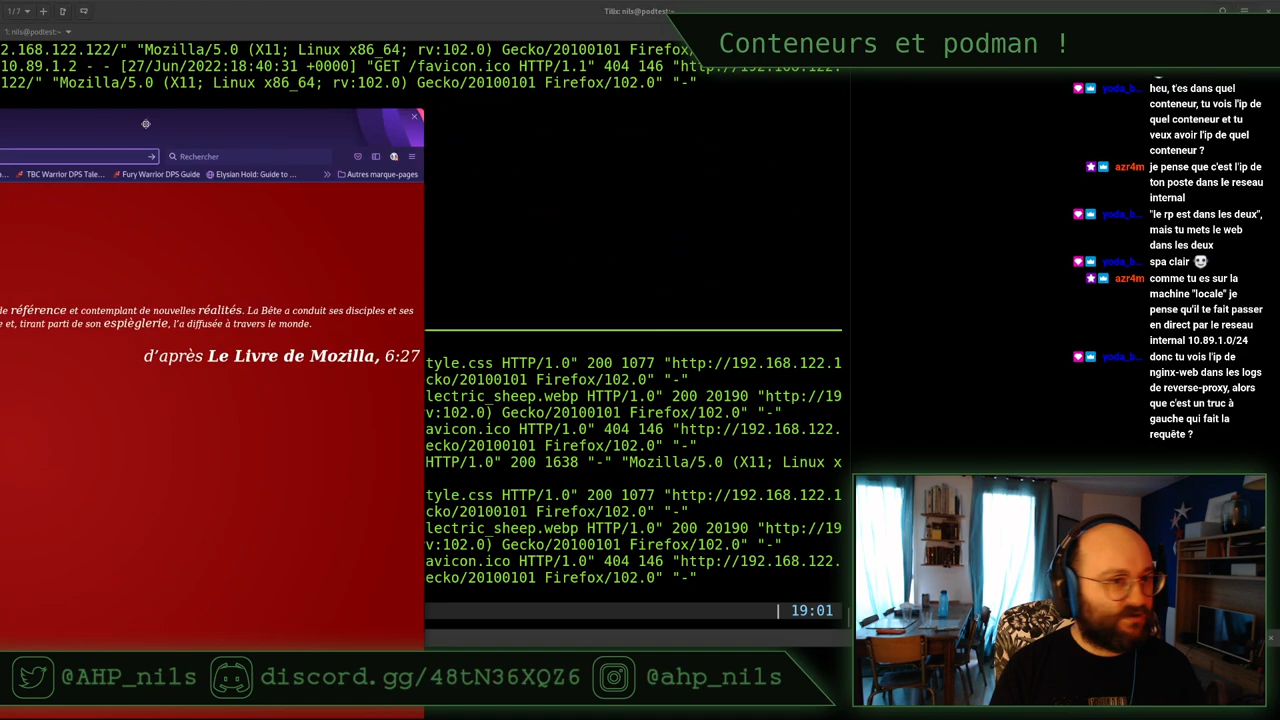 1/7
Tilix: nils@podtest:~
1: nils@podtest:~
2.168.122.122/" "Mozilla/5.0 (X11; Linux x86_64; rv:102.0) Gecko/20100101 Firefox/
10.89.1.2 - - [27/Jun/2022:18:40:31 +0000] "GET /favicon.ico HTTP/1.1" 404 146 "http://192.168.122.
122/" "Mozilla/5.0 (X11; Linux x86_64; rv:102.0) Gecko/20100101 Firefox/102.0" "-"
Conteneurs et podman !
Rechercher
TBC Warrior DPS Tale...
Fury Warrior DPS Guide
Elysian Hold: Guide to ...
Autres marque-pages
de référence et contemplant de nouvelles réalités. La Bête a conduit ses disciples et ses
e et, tirant parti de son espièglerie, l’a diffusée à travers le monde.
d’après Le Livre de Mozilla, 6:27
tyle.css HTTP/1.0" 200 1077 "http://192.168.122.1
cko/20100101 Firefox/102.0" "-"
lectric_sheep.webp HTTP/1.0" 200 20190 "http://19
rv:102.0) Gecko/20100101 Firefox/102.0" "-"
avicon.ico HTTP/1.0" 404 146 "http://192.168.122.
ecko/20100101 Firefox/102.0" "-"
HTTP/1.0" 200 1638 "-" "Mozilla/5.0 (X11; Linux x
tyle.css HTTP/1.0" 200 1077 "http://192.168.122.1
cko/20100101 Firefox/102.0" "-"
lectric_sheep.webp HTTP/1.0" 200 20190 "http://19
rv:102.0) Gecko/20100101 Firefox/102.0" "-"
avicon.ico HTTP/1.0" 404 146 "http://192.168.122.
ecko/20100101 Firefox/102.0" "-"
| 19:01
yoda_b... heu, t'es dans quel
conteneur, tu vois l'ip de
quel conteneur et tu
veux avoir l'ip de quel
conteneur ?
azr4m je pense que c'est l'ip de
ton poste dans le reseau
internal
yoda_b... "le rp est dans les deux",
mais tu mets le web
dans les deux
yoda_b... spa clair
azr4m comme tu es sur la
machine "locale" je
pense qu'il te fait passer
en direct par le reseau
internal 10.89.1.0/24
yoda_b... donc tu vois l'ip de
nginx-web dans les logs
de reverse-proxy, alors
que c'est un truc à
gauche qui fait la
requête ?
@AHP_nils
discord.gg/48tN36XQZ6
@ahp_nils